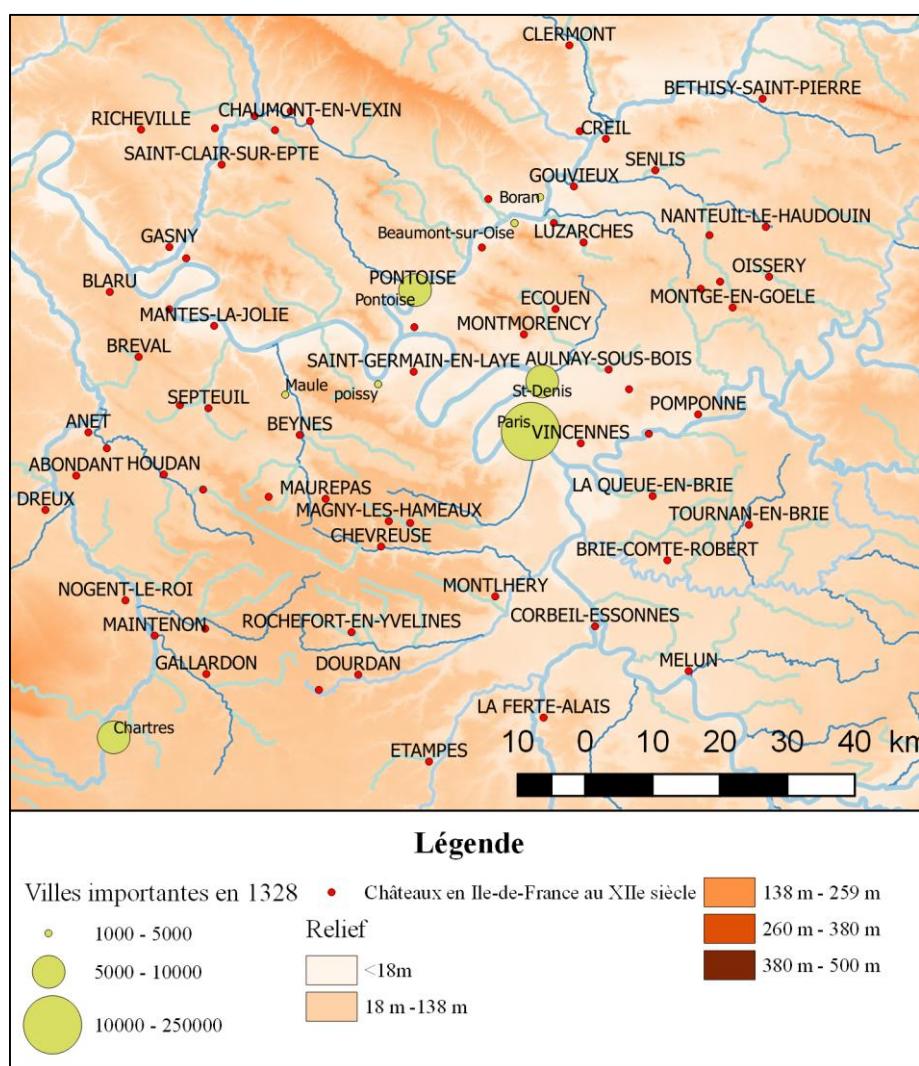 CLERMONT
BETHISY-SAINT-PIERRE
CHAUMONT-EN-VEXIN
RICHEVILLE
CREIL
SAINT-CLAIR-SUR-EPTE
SENLIS
GOUVIEUX
Boran
NANTEUIL-LE-HAUDOUIN
Beaumont-sur-Oise
LUZARCHES
GASNY
OISSERY
BLARU
PONTOISE
Pontoise
ECOUEN
MONTGE-EN-GOELE
MANTES-LA-JOLIE
MONTMORENCY
BREVAL
SAINT-GERMAIN-EN-LAYE
AULNAY-SOUS-BOIS
Maule
poissy
St-Denis
SEPTEUIL
POMPONNE
ANET
BEYNES
Paris
VINCENNES
ABONDANT
HOUDAN
MAUREPAS
LA QUEUE-EN-BRIE
DREUX
MAGNY-LES-HAMEAUX
TOURNAN-EN-BRIE
CHEVREUSE
BRIE-COMTE-ROBERT
NOGENT-LE-ROI
MONTLHERY
MAINTENON
ROCHEFORT-EN-YVELINES
CORBEIL-ESSONNES
GALLARDON
DOURDAN
MELUN
LA FERTE-ALAIS
Chartres
ETAMPES
10 0 10 20 30 40 km
Légende
Villes importantes en 1328
1000 - 5000
5000 - 10000
10000 - 250000
Châteaux en Ile-de-France au XIIe siècle
Relief
<18m
18 m -138 m
138 m - 259 m
260 m - 380 m
380 m - 500 m